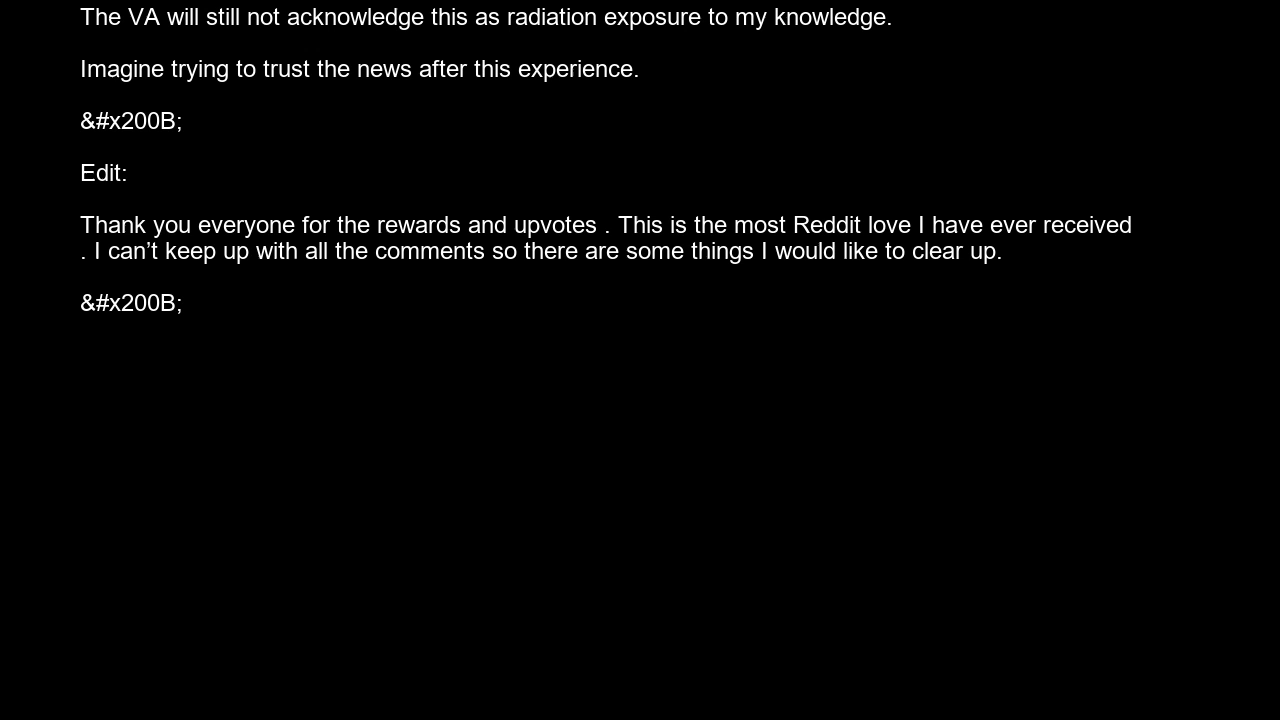 The VA will still not acknowledge this as radiation exposure to my knowledge.
Imagine trying to trust the news after this experience.
&#x200B;
Edit:
Thank you everyone for the rewards and upvotes . This is the most Reddit love I have ever received
. I can’t keep up with all the comments so there are some things I would like to clear up.
&#x200B;